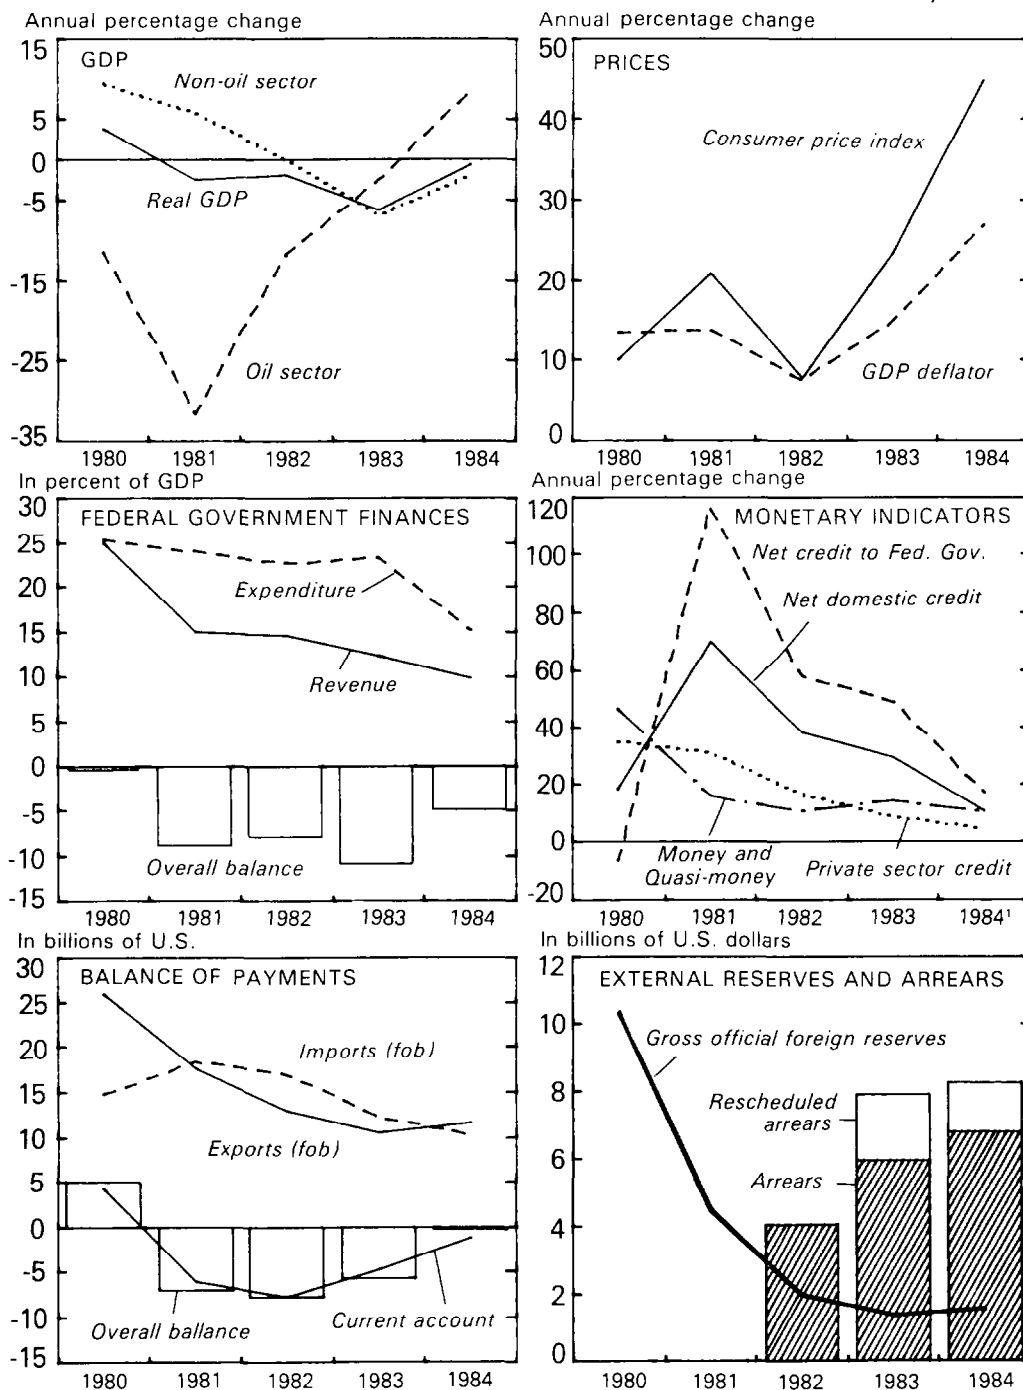 Annual percentage change
15
GDP
Non-oil sector
5
0
-5
Real GDP
-15
-25
Oil sector
-35
1980 1981 1982 1983 1984
Annual percentage change
50
PRICES
40
Consumer price index
30
20
10
GDP deflator
0
1980 1981 1982 1983 1984
In percent of GDP
30
FEDERAL GOVERNMENT FINANCES
25
20
Expenditure
15
10
Revenue
5
0
-5
Overall balance
-10
-15
1980 1981 1982 1983 1984
Annual percentage change
120
MONETARY INDICATORS
Net credit to Fed. Gov.
100
Net domestic credit
80
60
40
20
0
Money and
Quasi-money
Private sector credit
-20
1980 1981 1982 1983 1984¹
In billions of U.S.
30
BALANCE OF PAYMENTS
25
20
Imports (fob)
15
10
Exports (fob)
5
0
-5
-10
Overall ballance
Current account
-15
1980 1981 1982 1983 1984
In billions of U.S. dollars
12
EXTERNAL RESERVES AND ARREARS
10
Gross official foreign reserves
8
Rescheduled
arrears
6
Arrears
4
2
0
1980 1981 1982 1983 1984